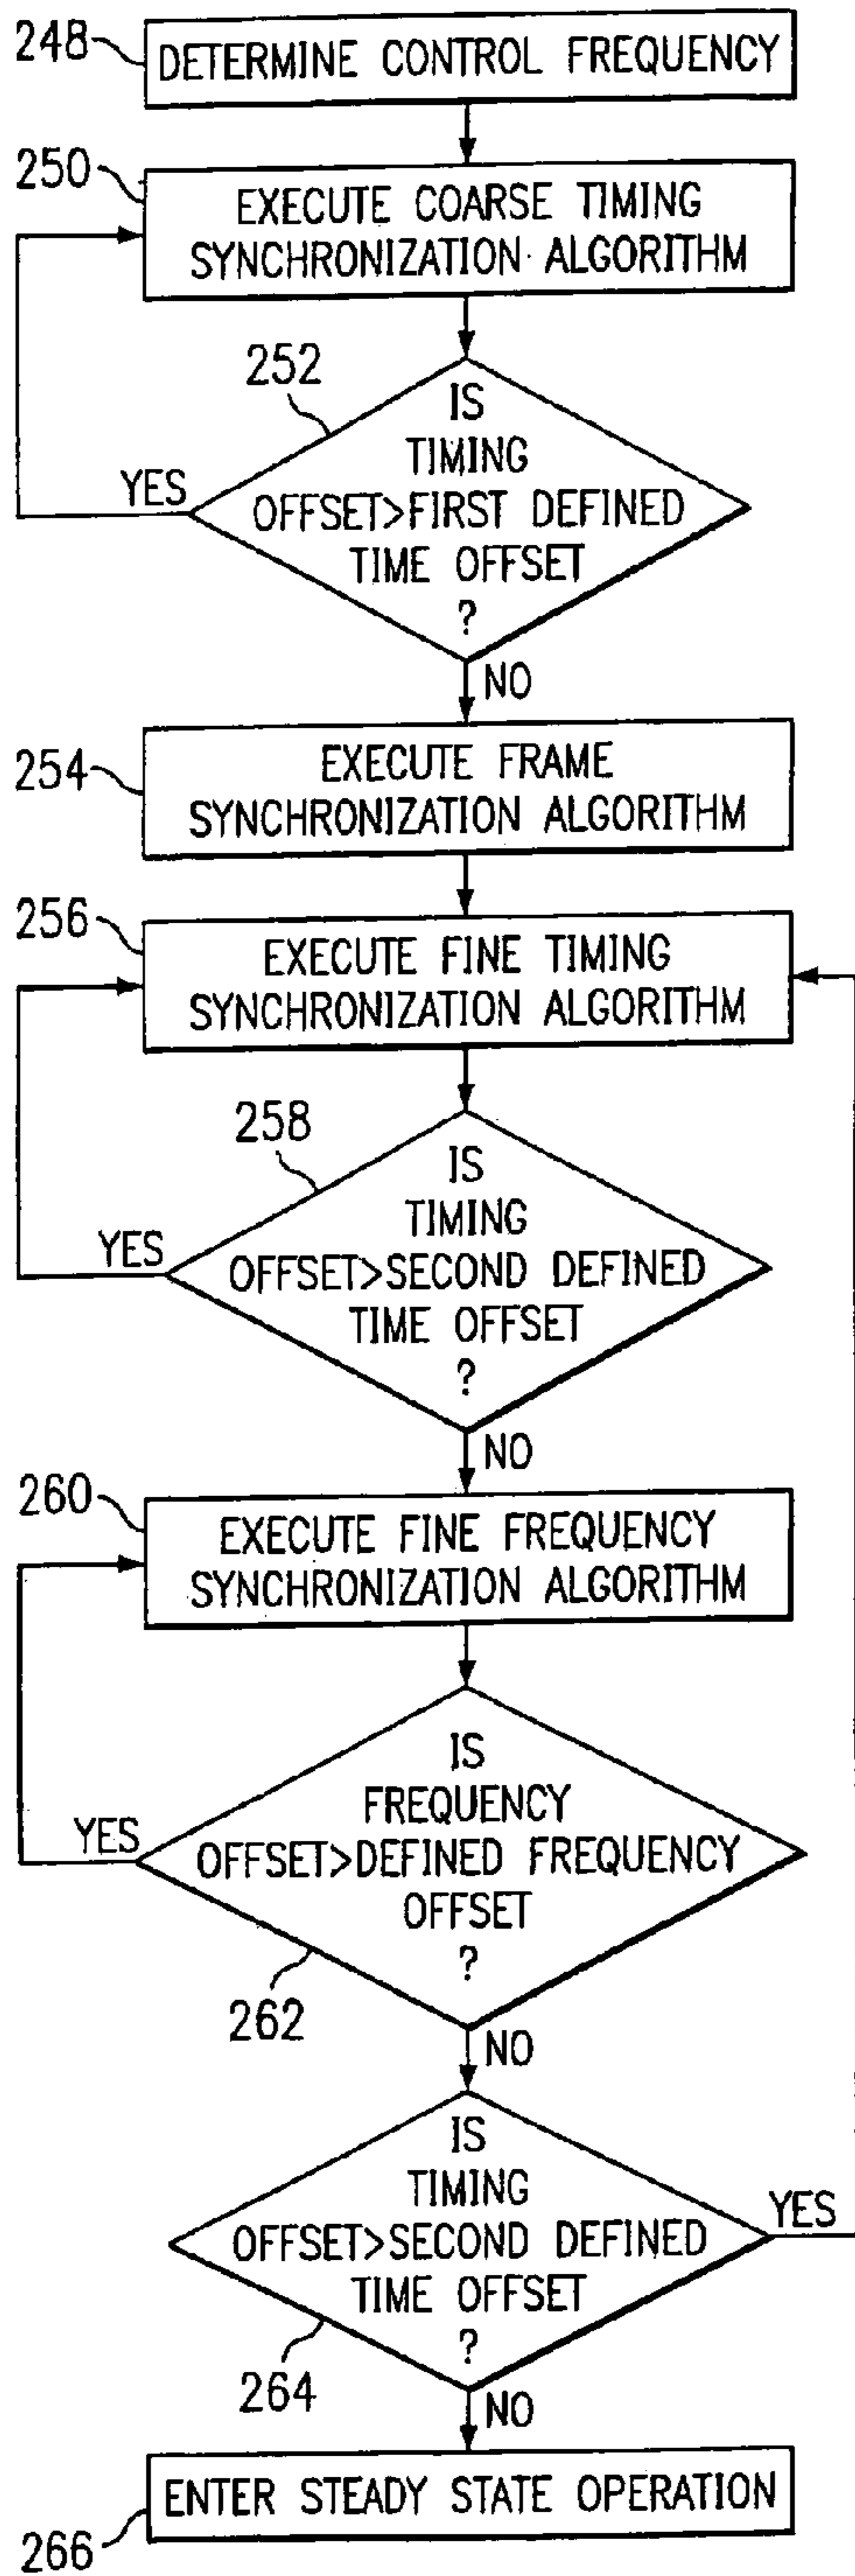 248
DETERMINE CONTROL FREQUENCY
250
EXECUTE COARSE TIMING
SYNCHRONIZATION ALGORITHM
252
IS
TIMING
OFFSET>FIRST DEFINED
TIME OFFSET
?
YES
NO
254
EXECUTE FRAME
SYNCHRONIZATION ALGORITHM
256
EXECUTE FINE TIMING
SYNCHRONIZATION ALGORITHM
258
IS
TIMING
OFFSET>SECOND DEFINED
TIME OFFSET
?
YES
NO
260
EXECUTE FINE FREQUENCY
SYNCHRONIZATION ALGORITHM
IS
FREQUENCY
OFFSET>DEFINED FREQUENCY
OFFSET
?
YES
262
NO
IS
TIMING
OFFSET>SECOND DEFINED
TIME OFFSET
?
YES
264
NO
ENTER STEADY STATE OPERATION
266